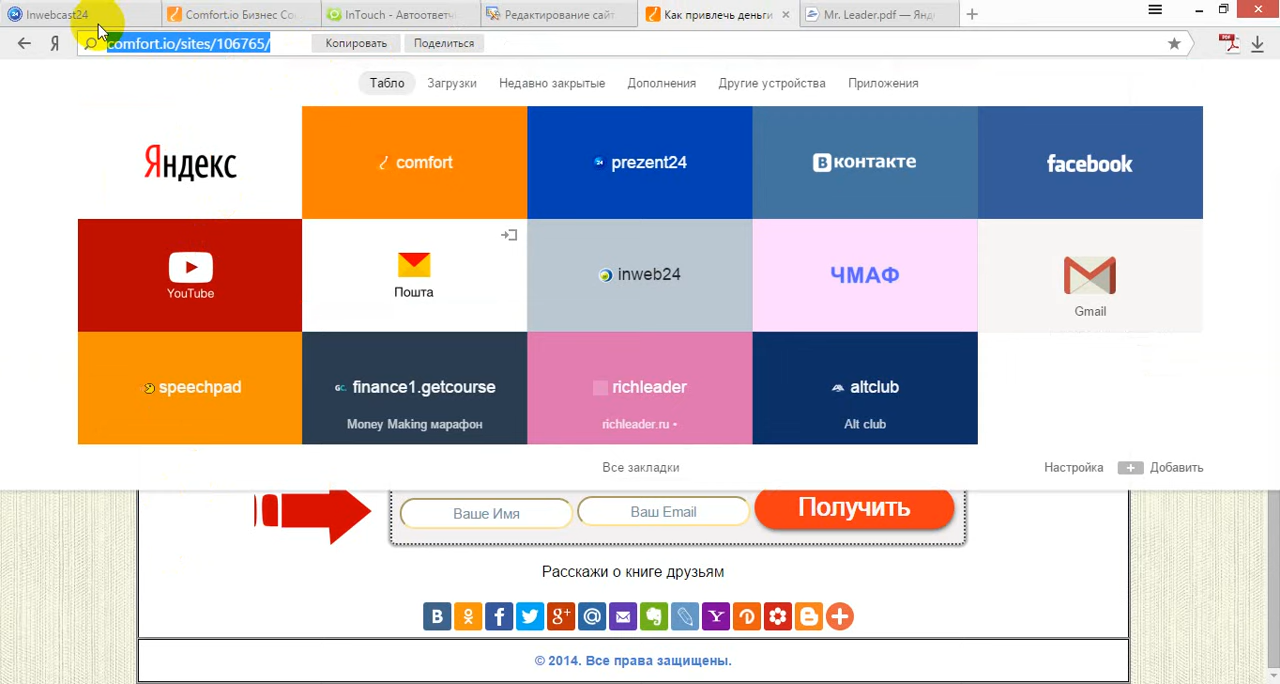 Inwebcast24
Comfort.io Бизнес Сос
InTouch - Автоответч
Редактирование сайт
Как привлечь деньги
Mr. Leader.pdf — Янд
Я
comfort.io/sites/106765/
Копировать
Поделиться
Табло
Загрузки
Недавно закрытые
Дополнения
Другие устройства
Приложения
Яндекс
comfort
prezent24
Вконтакте
facebook
YouTube
Почта
inweb24
ЧМАФ
Gmail
speechpad
finance1.getcourse
Money Making марафон
richleader
richleader.ru •
altclub
Alt club
Все закладки
Настройка
Добавить
Ваше Имя
Ваш Email
Получить
Расскажи о книге друзьям
© 2014. Все права защищены.